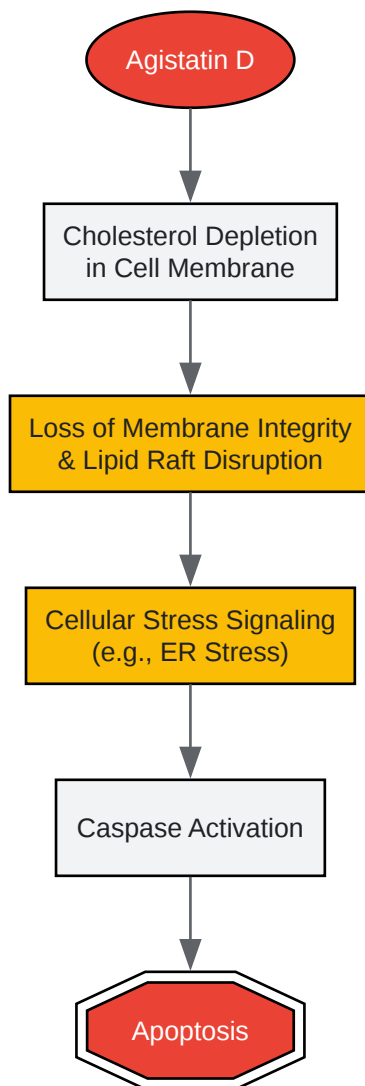 Agistatin D
Cholesterol Depletion
in Cell Membrane
Loss of Membrane Integrity
& Lipid Raft Disruption
Cellular Stress Signaling
(e.g., ER Stress)
Caspase Activation
Apoptosis